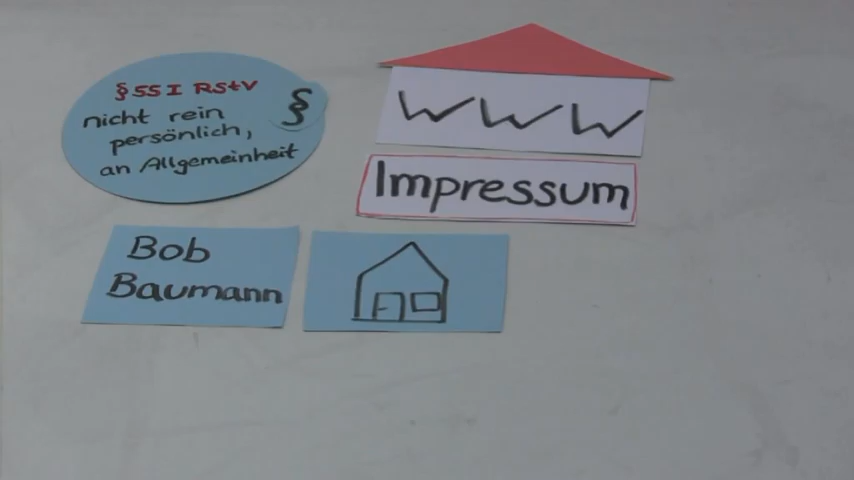 § 55 I RStV
§
nicht rein
persönlich,
an Allgemeinheit
WWW
Impressum
Bob
Baumann